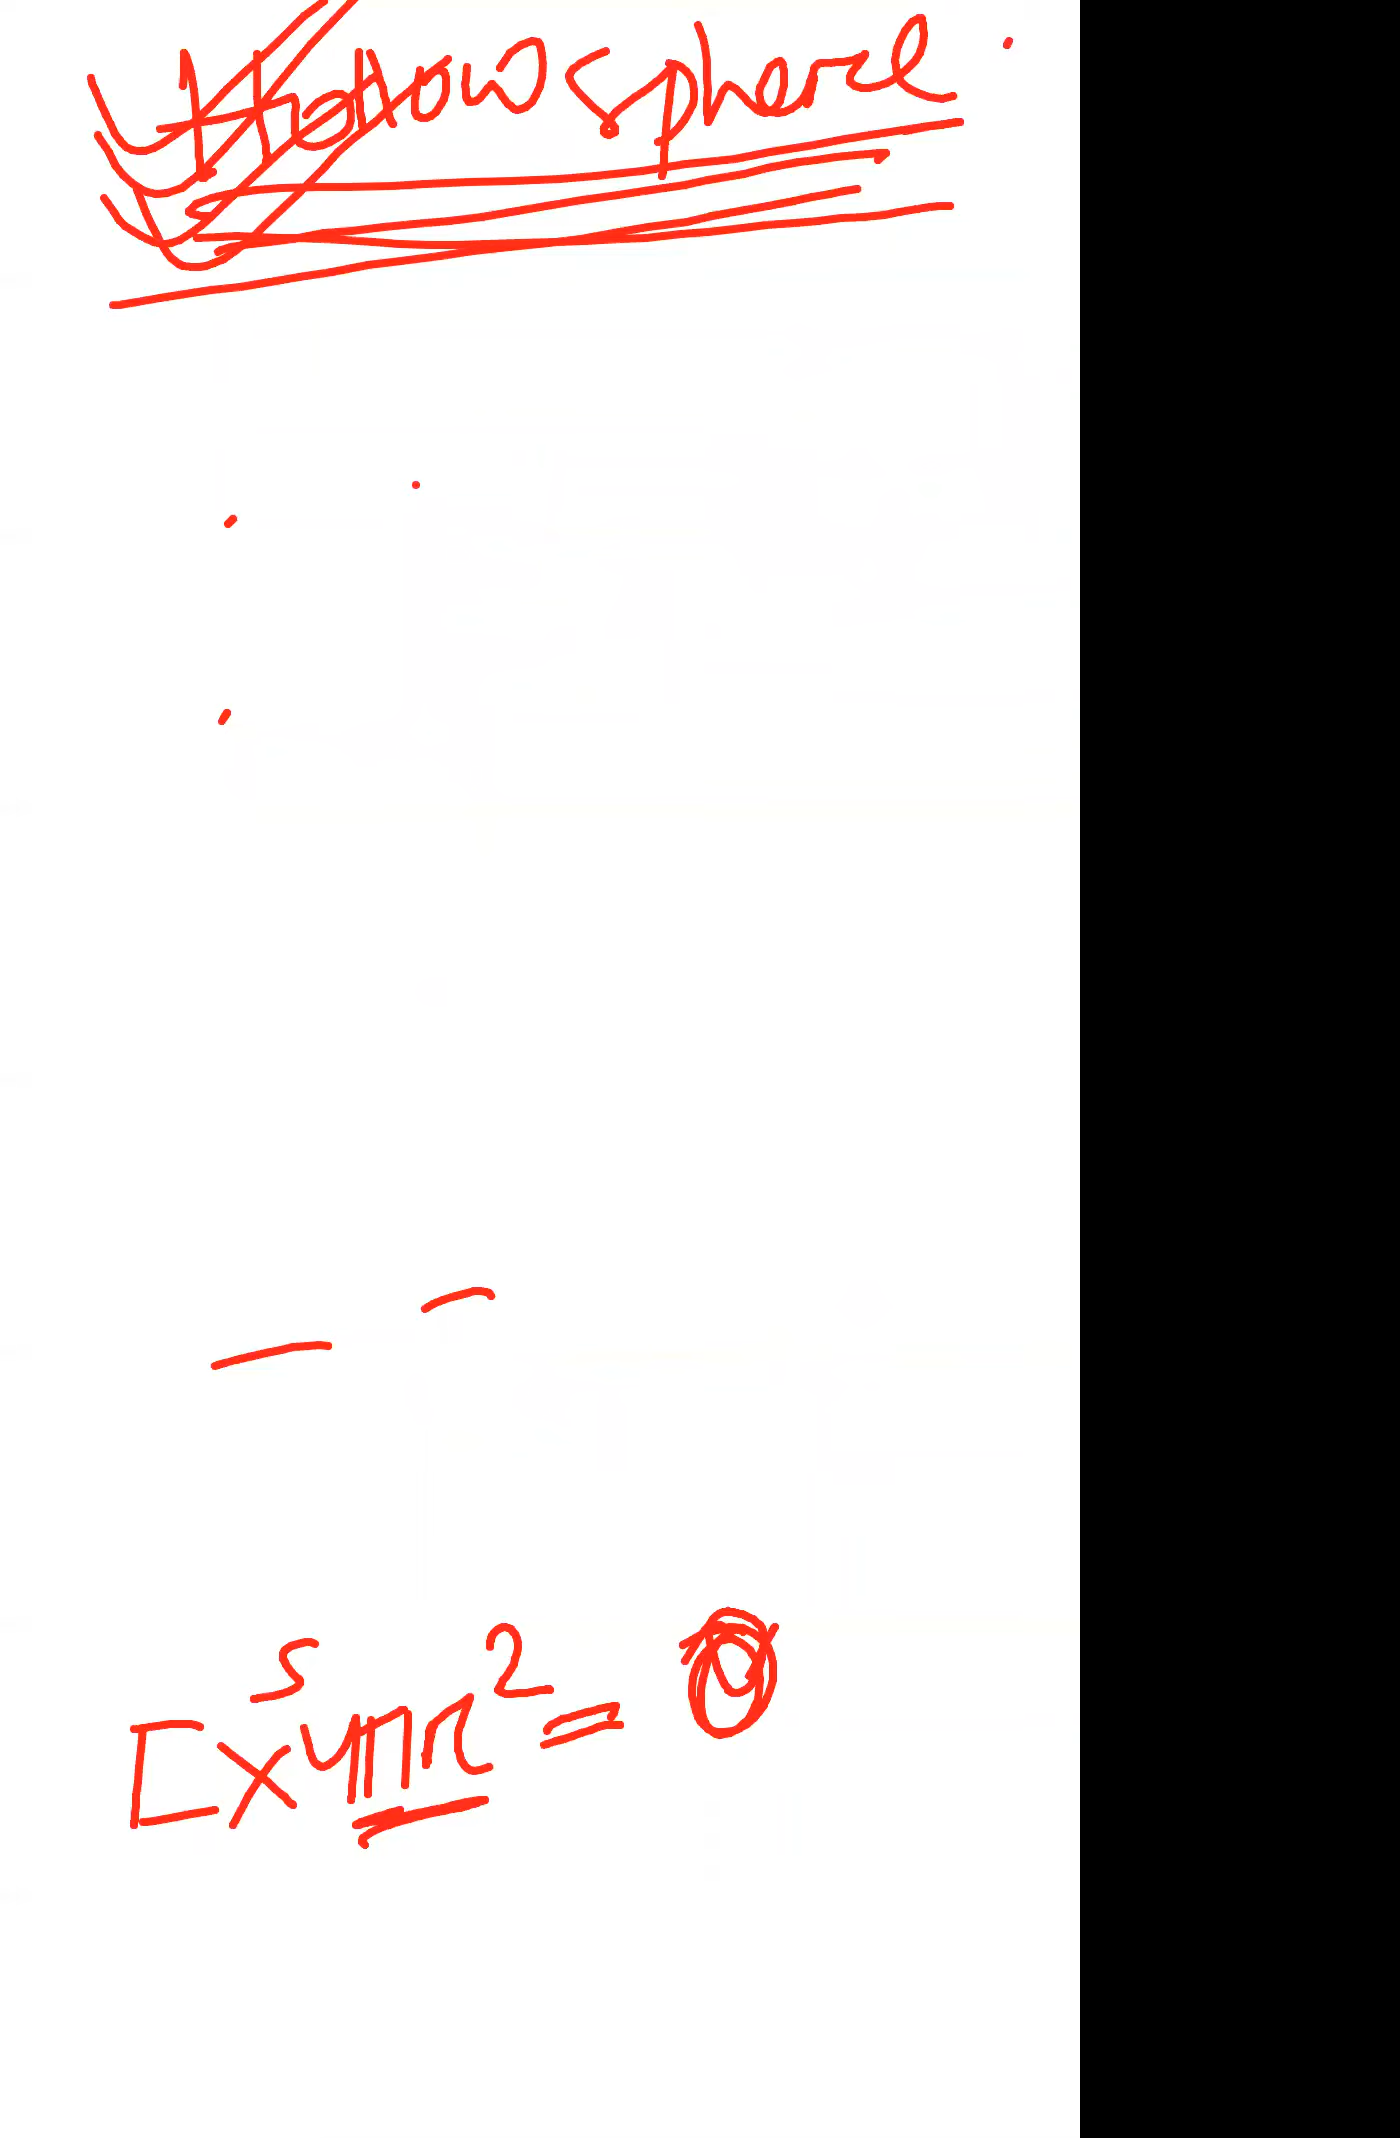 Hollow sphere.
E × 4πr² = 0